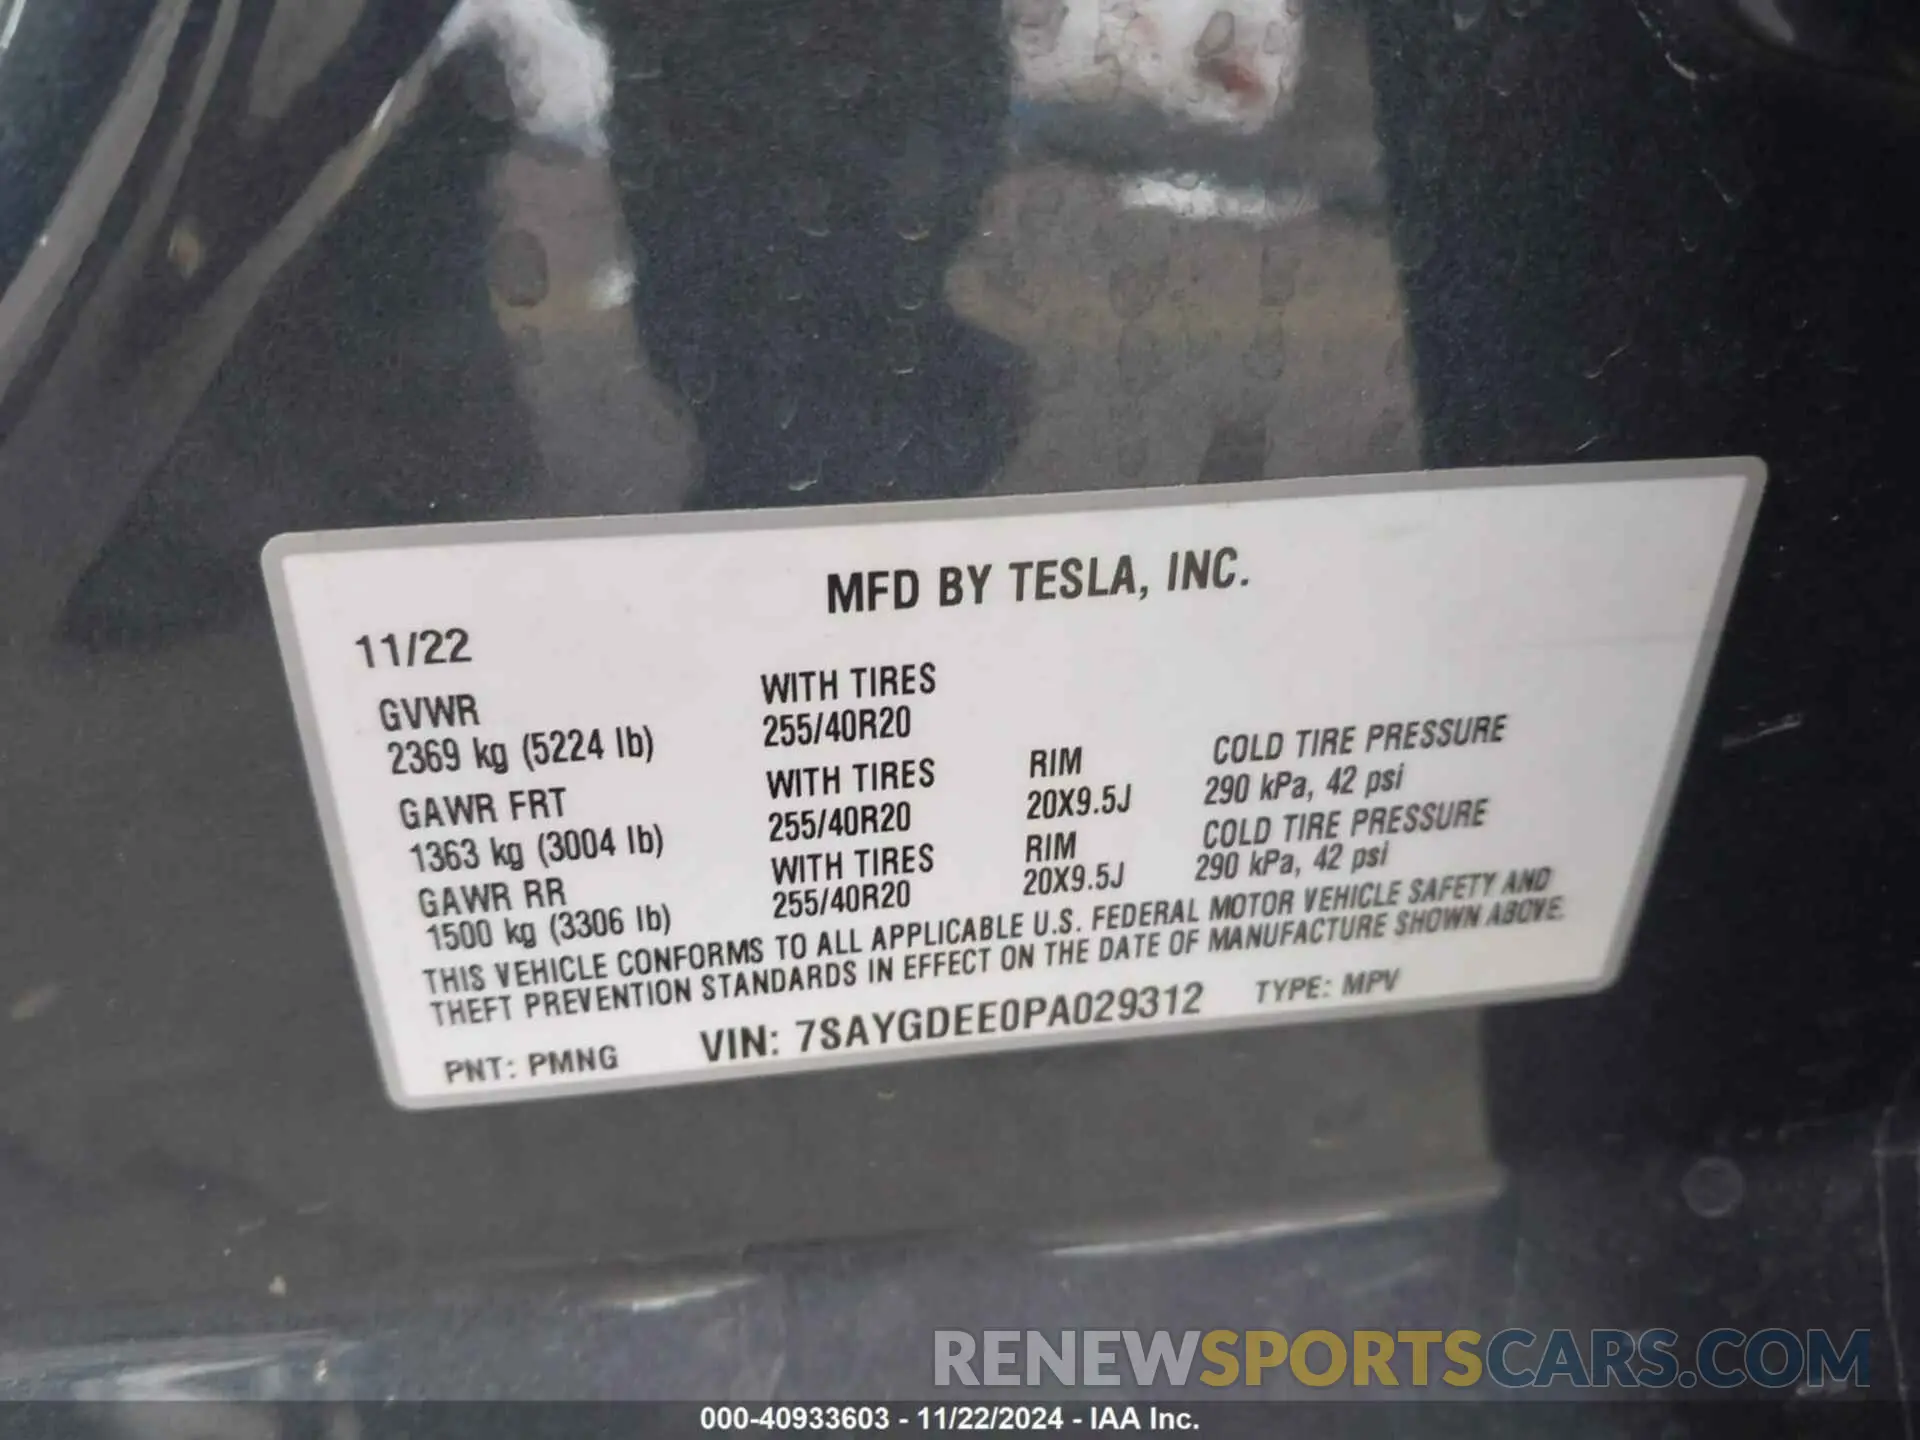 MFD BY TESLA, INC.
11/22
GVWR
2369 kg (5224 lb)
WITH TIRES
255/40R20
GAWR FRT
1363 kg (3004 lb)
WITH TIRES
255/40R20
RIM
20X9.5J
COLD TIRE PRESSURE
290 kPa, 42 psi
GAWR RR
1500 kg (3306 lb)
WITH TIRES
255/40R20
RIM
20X9.5J
COLD TIRE PRESSURE
290 kPa, 42 psi
THIS VEHICLE CONFORMS TO ALL APPLICABLE U.S. FEDERAL MOTOR VEHICLE SAFETY AND
THEFT PREVENTION STANDARDS IN EFFECT ON THE DATE OF MANUFACTURE SHOWN ABOVE.
PNT: PMNG
VIN: 7SAYGDEE0PA029312
TYPE: MPV
RENEWSPORTSCARS.COM
000-40933603 - 11/22/2024 - IAA Inc.